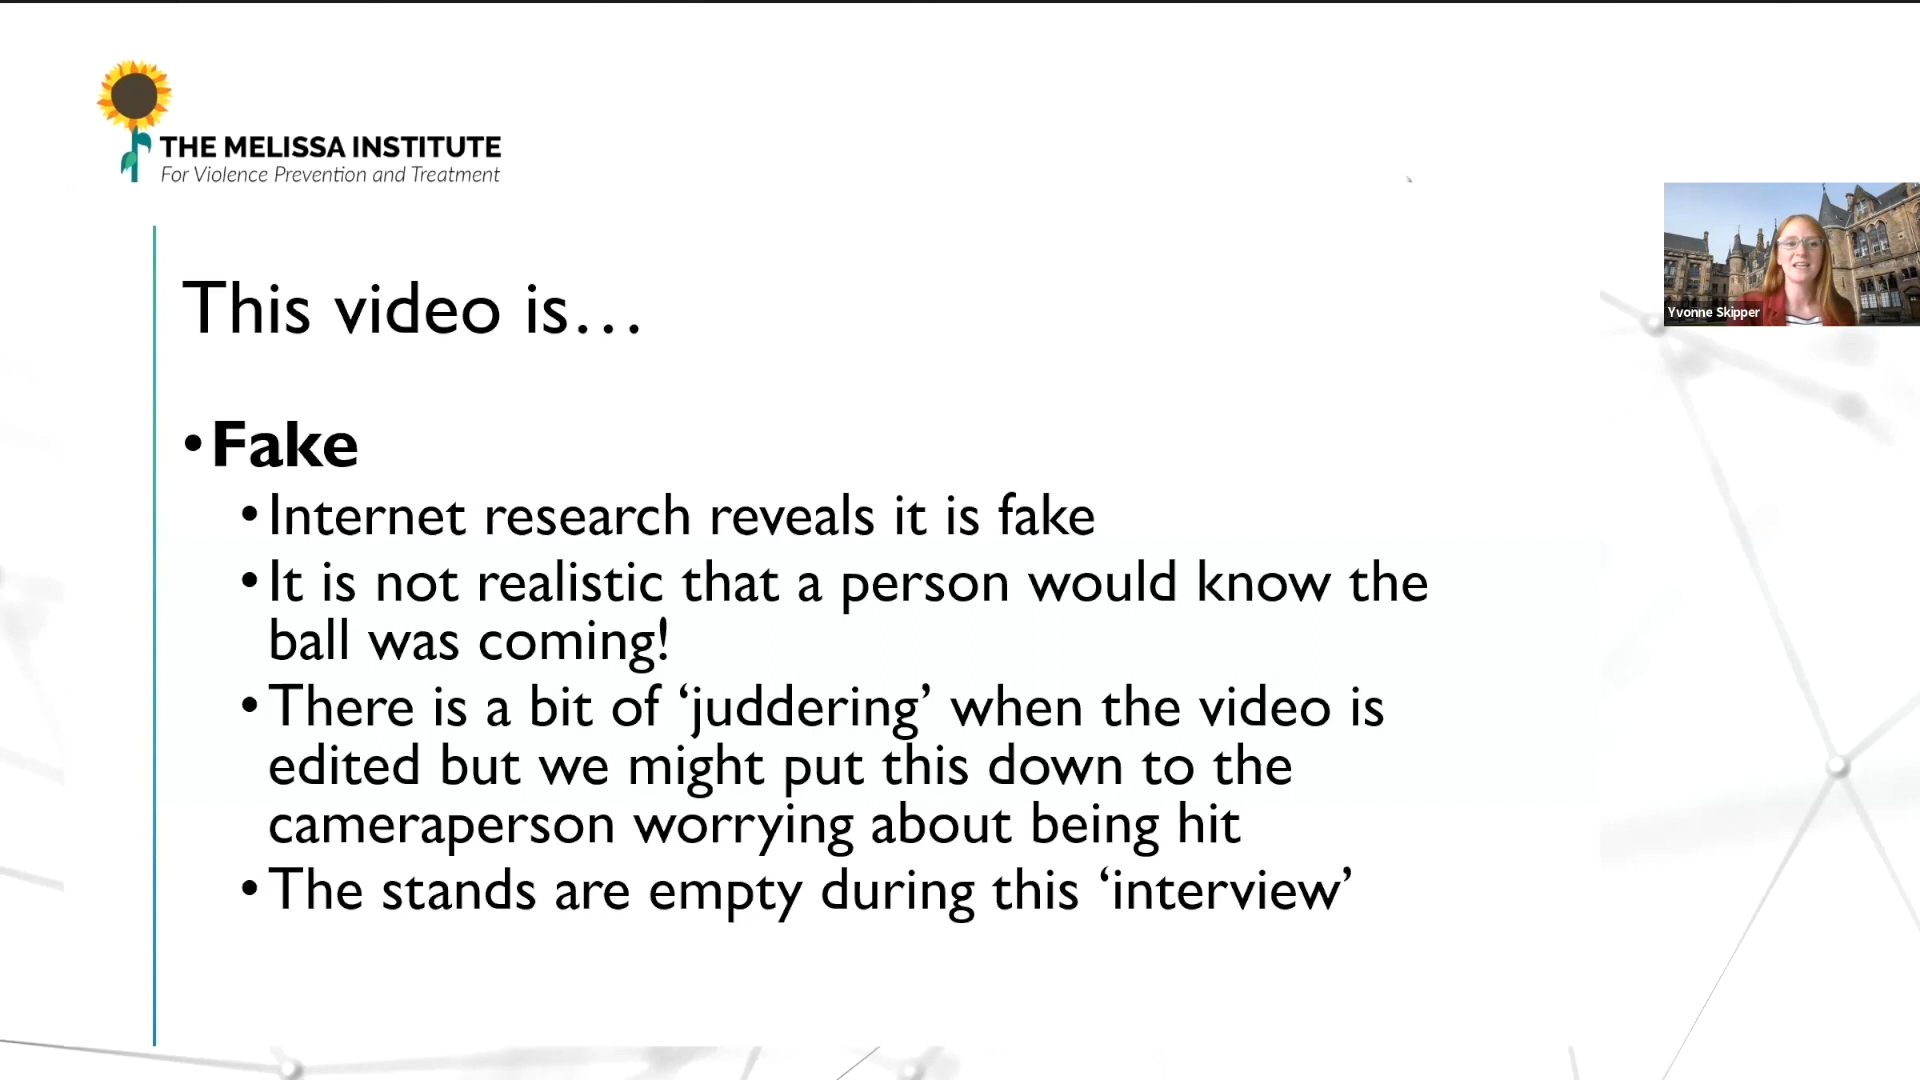 THE MELISSA INSTITUTE
For Violence Prevention and Treatment
Yvonne Skipper
This video is…
•Fake
•Internet research reveals it is fake
•It is not realistic that a person would know the
ball was coming!
•There is a bit of ‘juddering’ when the video is
edited but we might put this down to the
cameraperson worrying about being hit
•The stands are empty during this ‘interview’